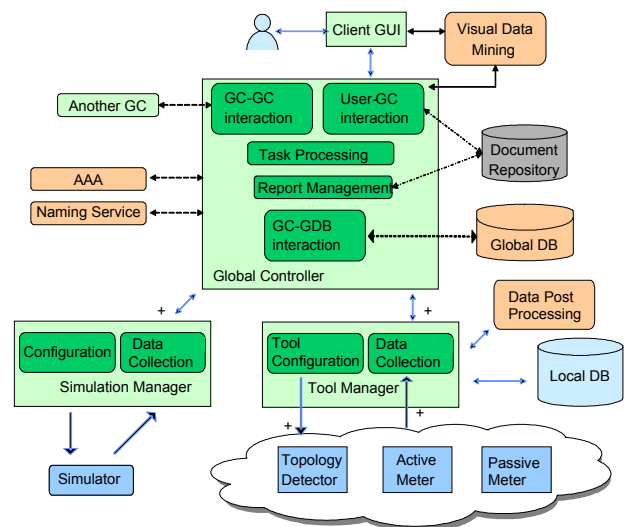 Client GUI
Visual Data
Mining
Another GC
GC-GC
interaction
User-GC
interaction
Task Processing
Document
Repository
AAA
Report Management
Naming Service
GC-GDB
interaction
Global DB
Global Controller
+
+
Data Post
Processing
Configuration
Data
Collection
Simulation Manager
Tool
Configuration
Data
Collection
Tool Manager
Local DB
+
+
Simulator
Topology
Detector
Active
Meter
Passive
Meter